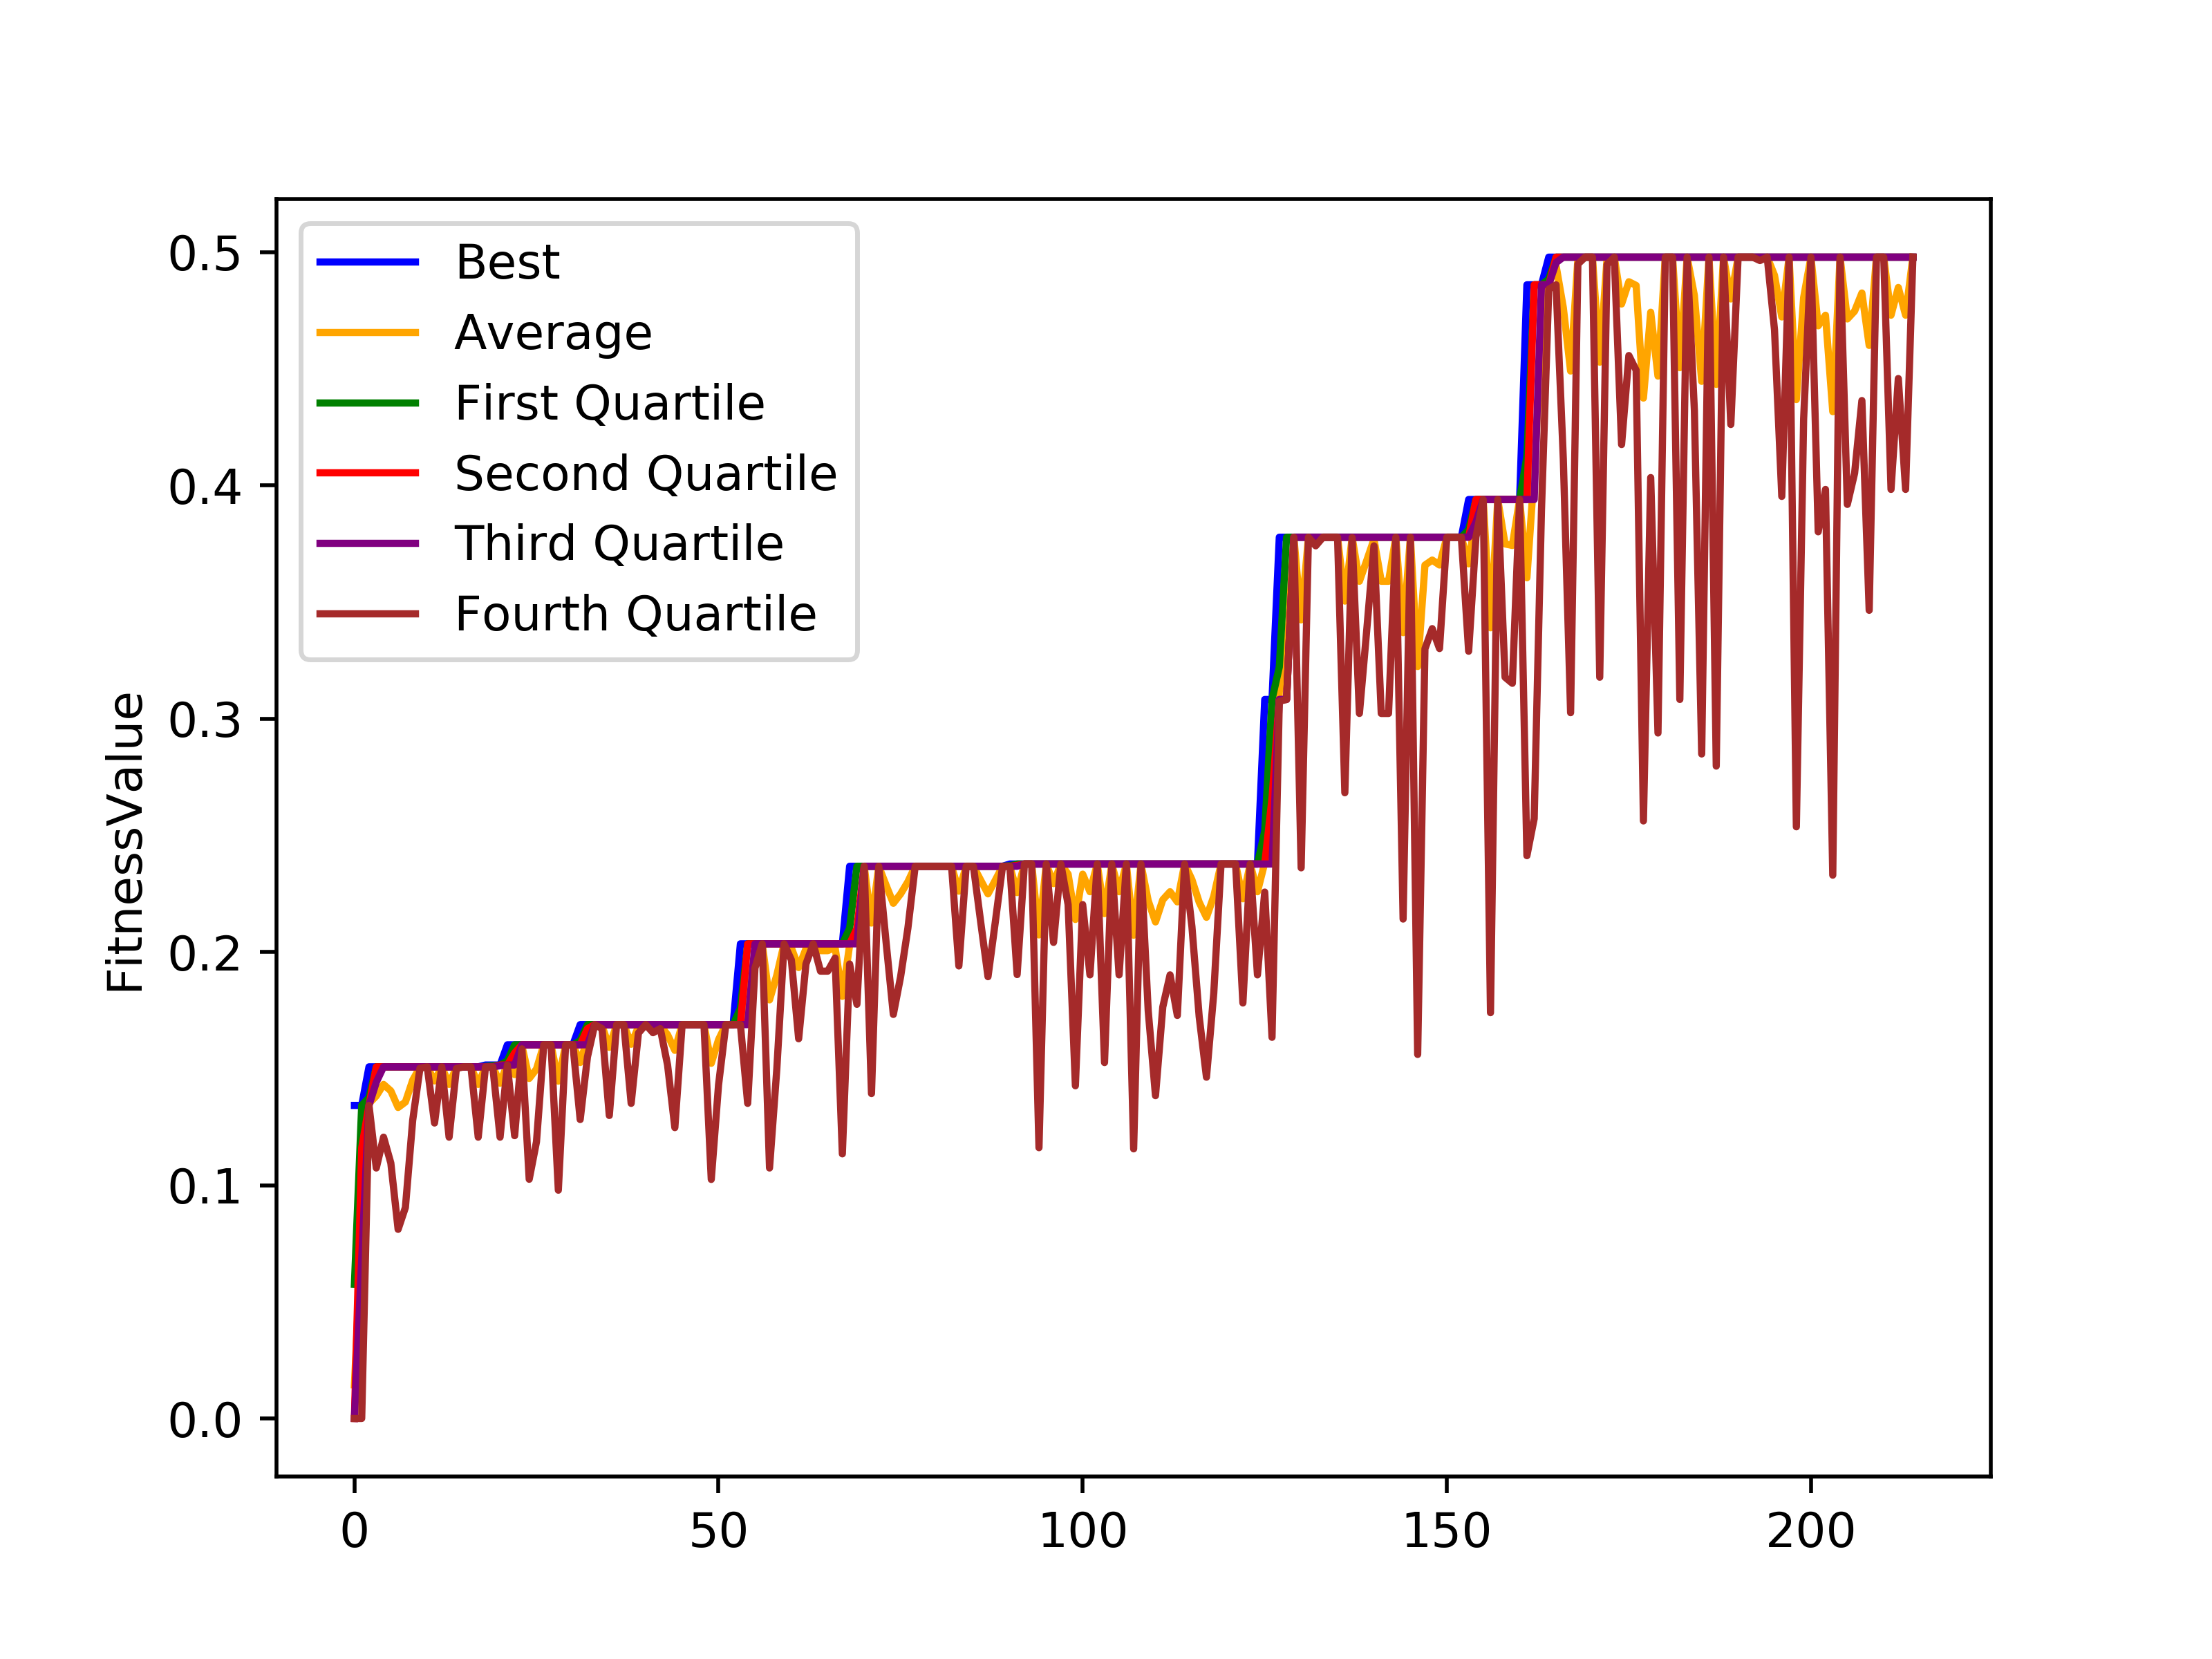 Best
Average
First Quartile
Second Quartile
Third Quartile
Fourth Quartile
FitnessValue
0.5
0.4
0.3
0.2
0.1
0.0
0 50 100 150 200